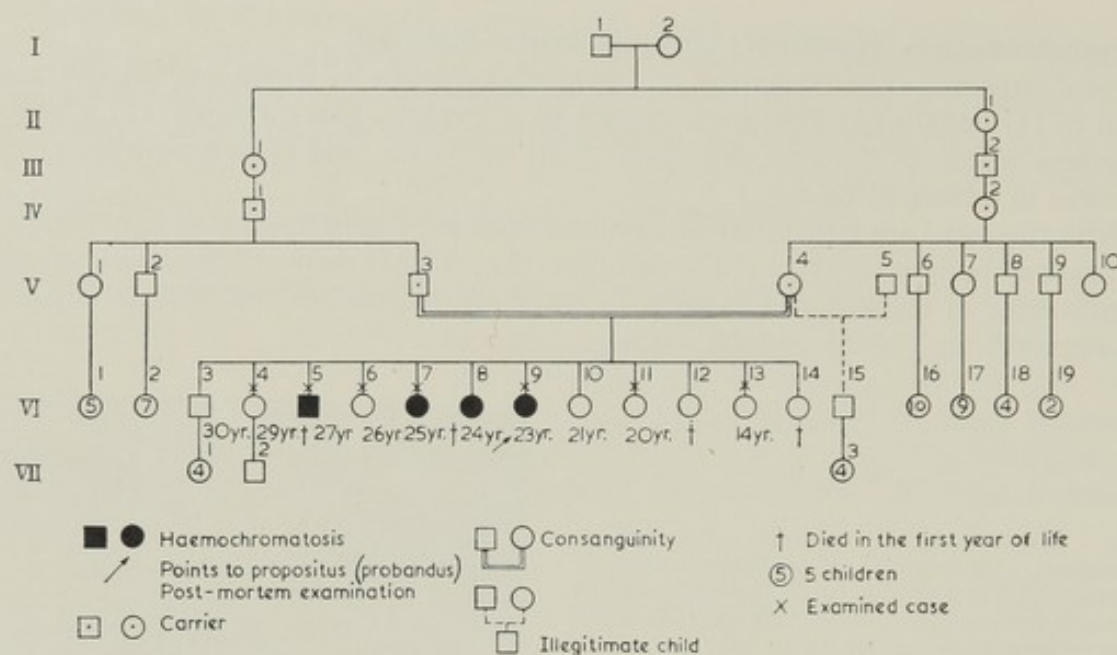 1 2
I
1
II
1 2
III
1 2
IV
1 2 3 4 5 6 7 8 9 10
V
1 2 3 4 5 6 7 8 9 10 11 12 13 14 15 16 17 18 19
x x x x x x x
VI 5 7 10 9 4 2
30yr. 29yr. † 27yr 26yr. 25yr. † 24yr. 23yr. 21yr. 20yr. † 14yr. †
1 2 3
VII 4 4
Haemochromatosis
Points to propositus (probandus)
Post-mortem examination
Carrier
Consanguinity
Illegitimate child
† Died in the first year of life
5 5 children
x Examined case